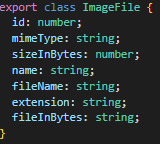 export class ImageFile {
  id: number;
  mimeType: string;
  sizeInBytes: number;
  name: string;
  fileName: string;
  extension: string;
  fileInBytes: string;
}